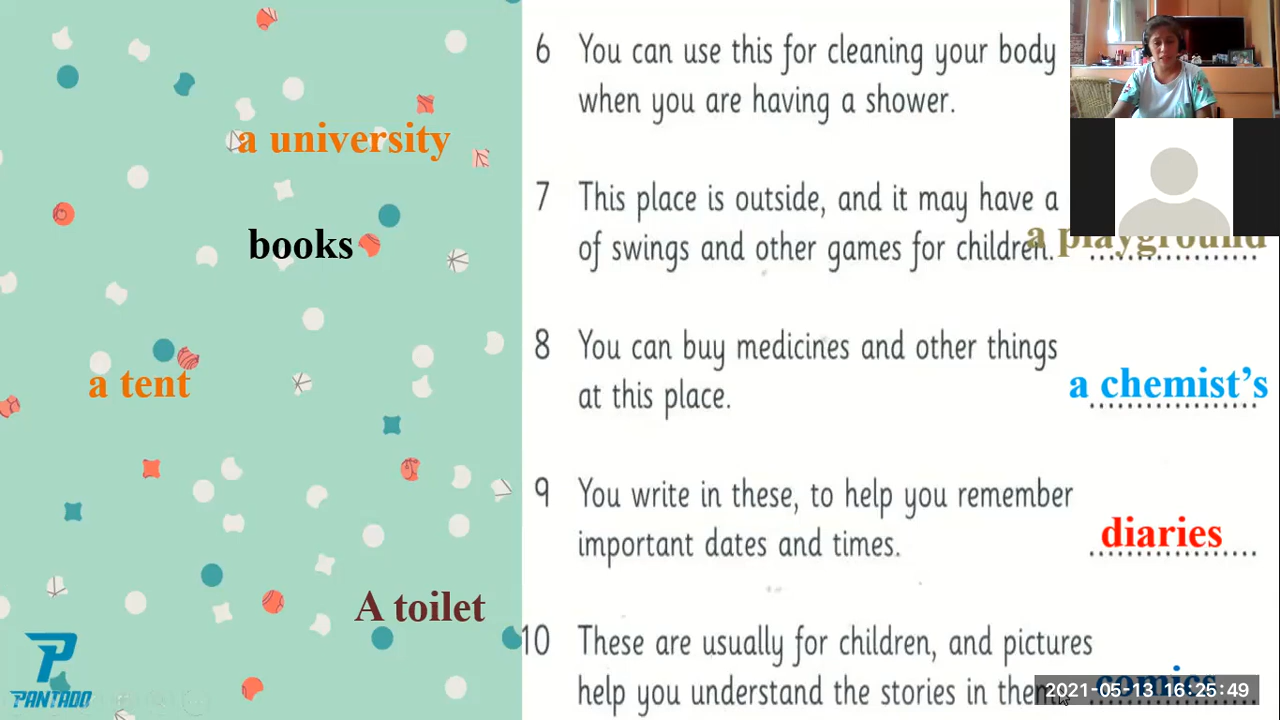 a university
books
a tent
A toilet
PANTADO
6 You can use this for cleaning your body
when you are having a shower.
7 This place is outside, and it may have a
of swings and other games for children.
a playground
8 You can buy medicines and other things
at this place.
a chemist's
9 You write in these, to help you remember
important dates and times.
diaries
10 These are usually for children, and pictures
help you understand the stories in them.
comics
2021-05-13 16:25:49